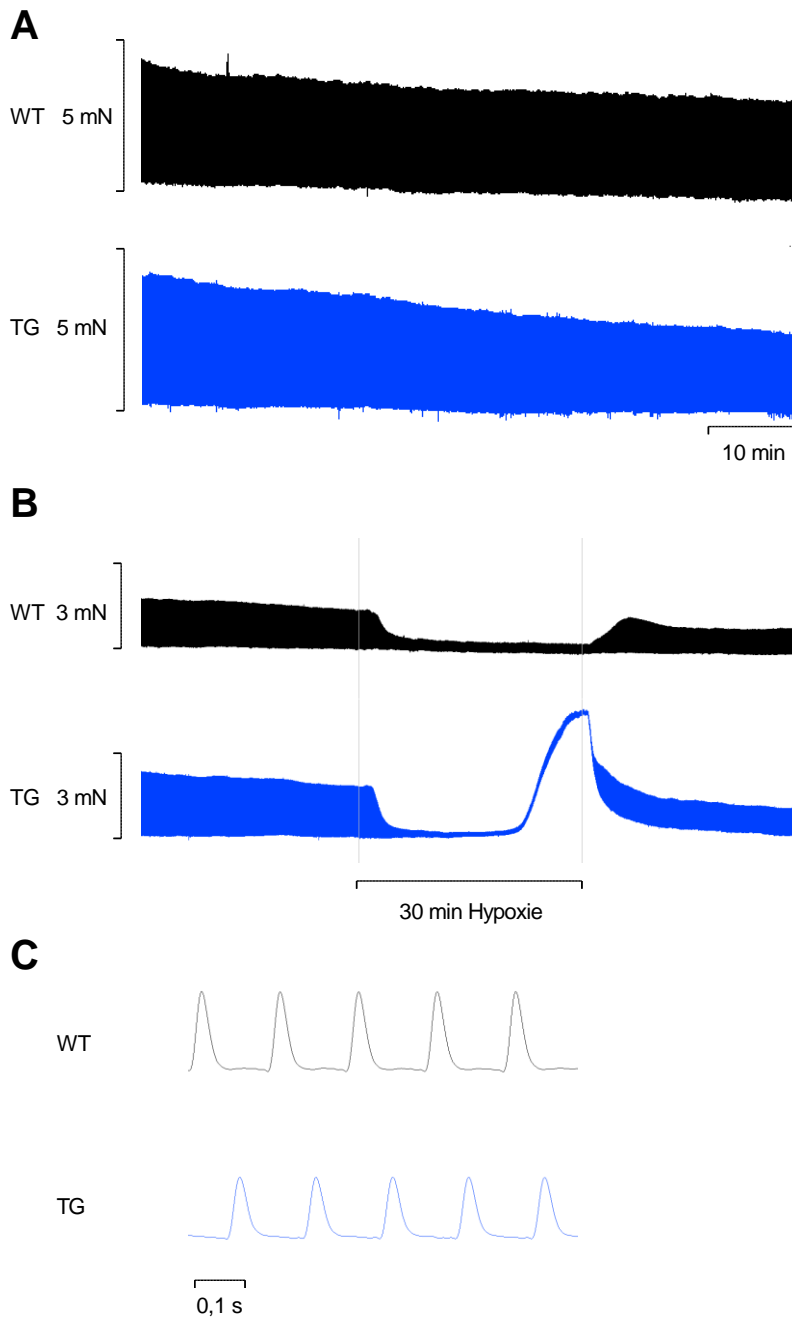 A
WT 5 mN
TG 5 mN
10 min
B
WT 3 mN
TG 3 mN
30 min Hypoxie
C
WT
TG
0,1 s